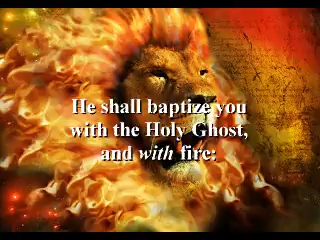 He shall baptize you
with the Holy Ghost,
and with fire: